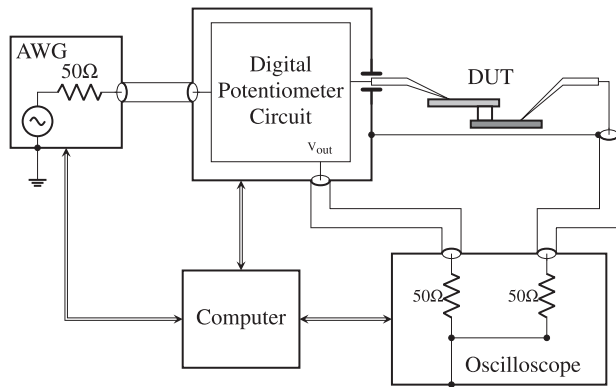 AWG
50Ω
Digital
Potentiometer
Circuit
Vout
DUT
Computer
50Ω
50Ω
Oscilloscope